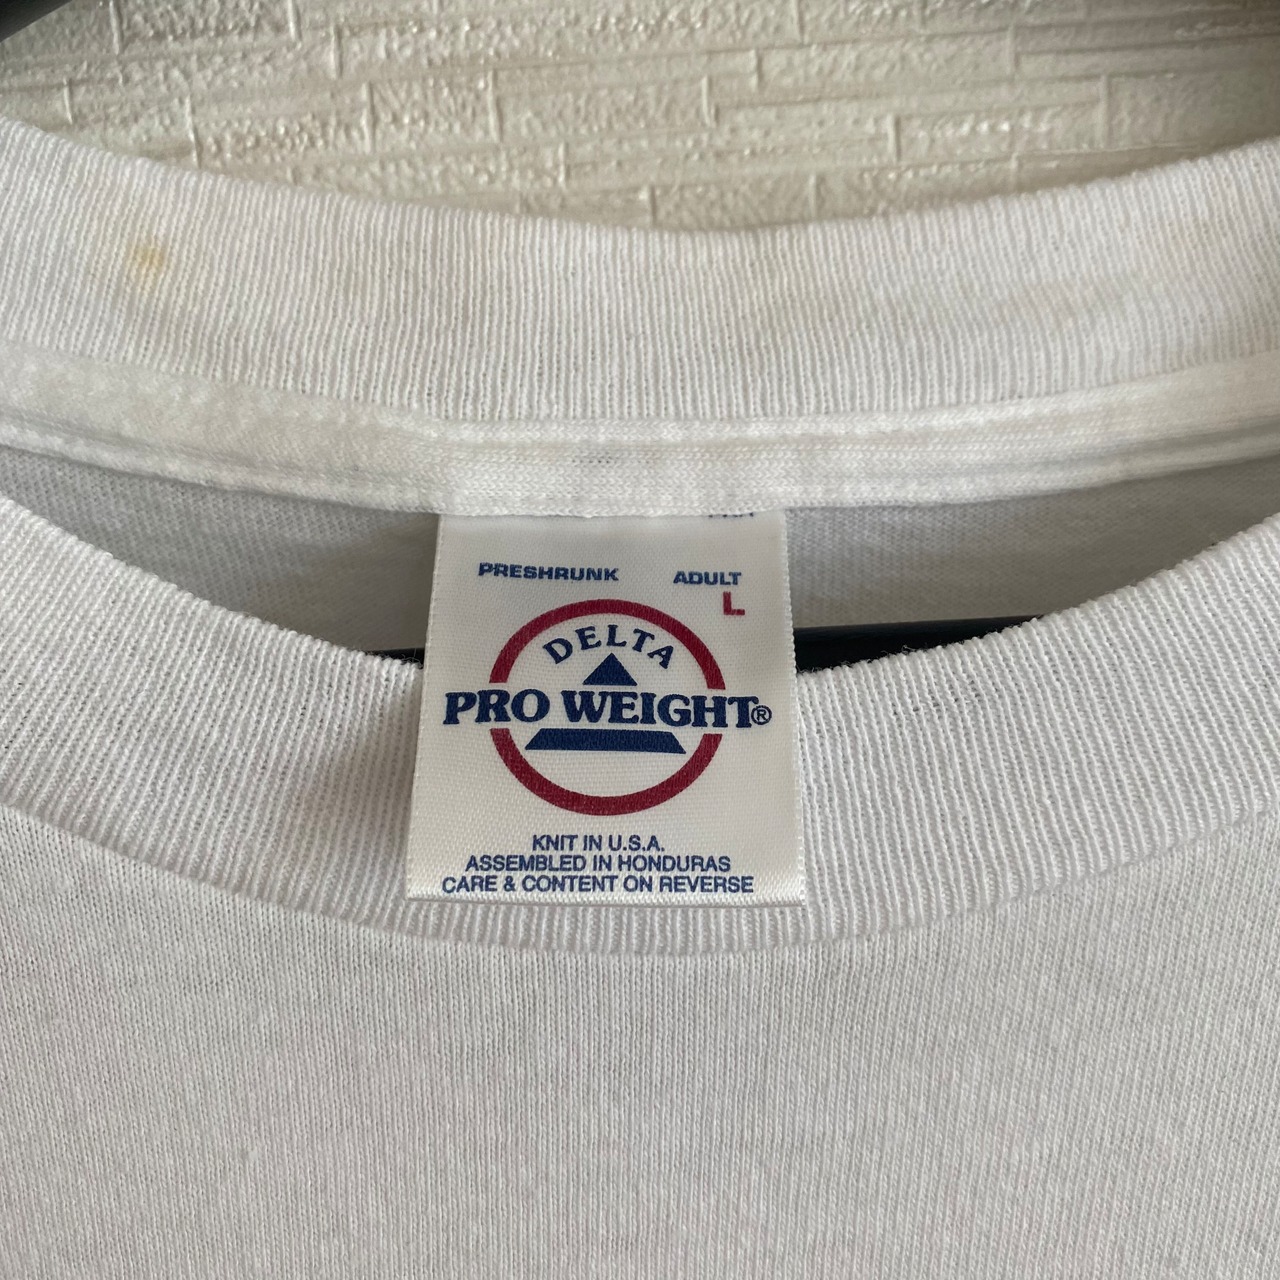 PRESHRUNK ADULT
L
DELTA
PRO WEIGHT®
KNIT IN U.S.A.
ASSEMBLED IN HONDURAS
CARE & CONTENT ON REVERSE